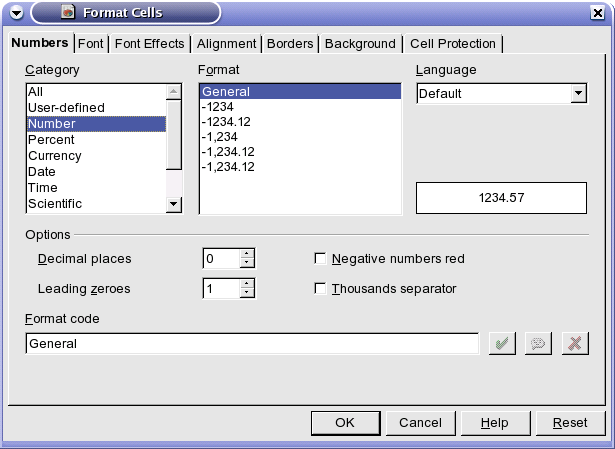 Format Cells
Numbers Font Font Effects Alignment Borders Background Cell Protection
Category
All
User-defined
Number
Percent
Currency
Date
Time
Scientific
Format
General
-1234
-1234.12
-1,234
-1,234.12
-1,234.12
Language
Default
1234.57
Options
Decimal places 0 Negative numbers red
Leading zeroes 1 Thousands separator
Format code
General
OK Cancel Help Reset